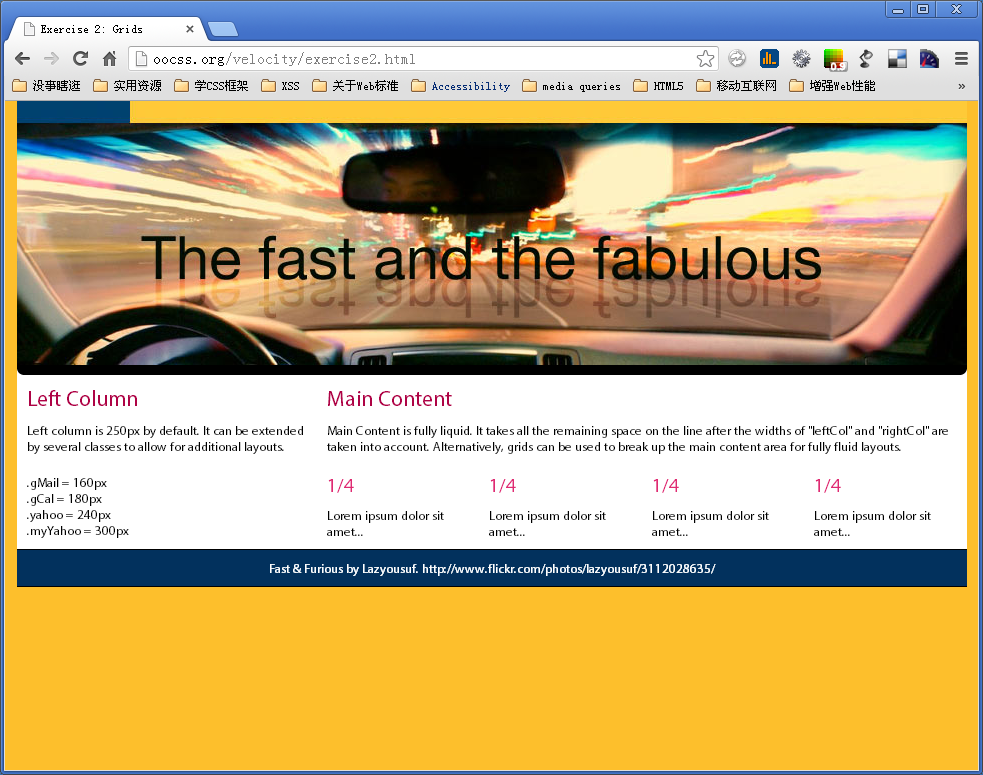 Exercise 2: Grids
oocss.org/velocity/exercise2.html
0.9
没事瞎逛 实用资源 学CSS框架 XSS 关于Web标准 Accessibility media queries HTML5 移动互联网 增强Web性能 »
The fast and the fabulous
Left Column
Left column is 250px by default. It can be extended
by several classes to allow for additional layouts.
.gMail = 160px
.gCal = 180px
.yahoo = 240px
.myYahoo = 300px
Main Content
Main Content is fully liquid. It takes all the remaining space on the line after the widths of "leftCol" and "rightCol" are
taken into account. Alternatively, grids can be used to break up the main content area for fully fluid layouts.
1/4
Lorem ipsum dolor sit
amet...
1/4
Lorem ipsum dolor sit
amet...
1/4
Lorem ipsum dolor sit
amet...
1/4
Lorem ipsum dolor sit
amet...
Fast & Furious by Lazyousuf. http://www.flickr.com/photos/lazyousuf/3112028635/